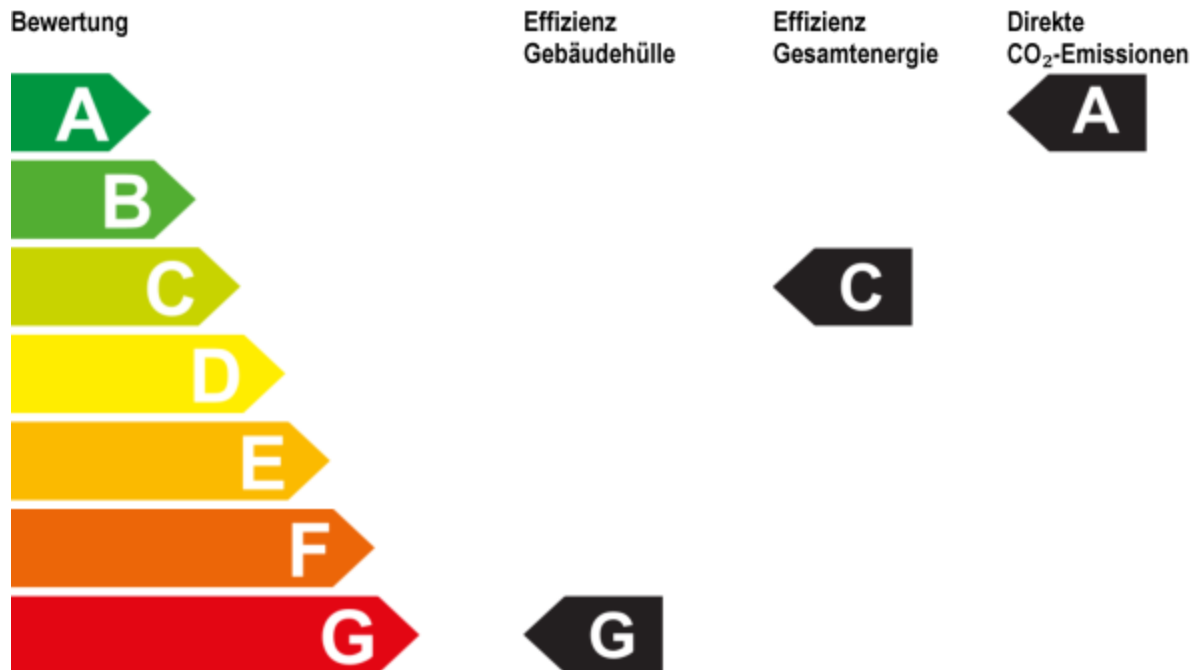 Bewertung
Effizienz
Gebäudehülle
Effizienz
Gesamtenergie
Direkte
CO₂-Emissionen
A
A
B
C
C
D
E
F
G
G